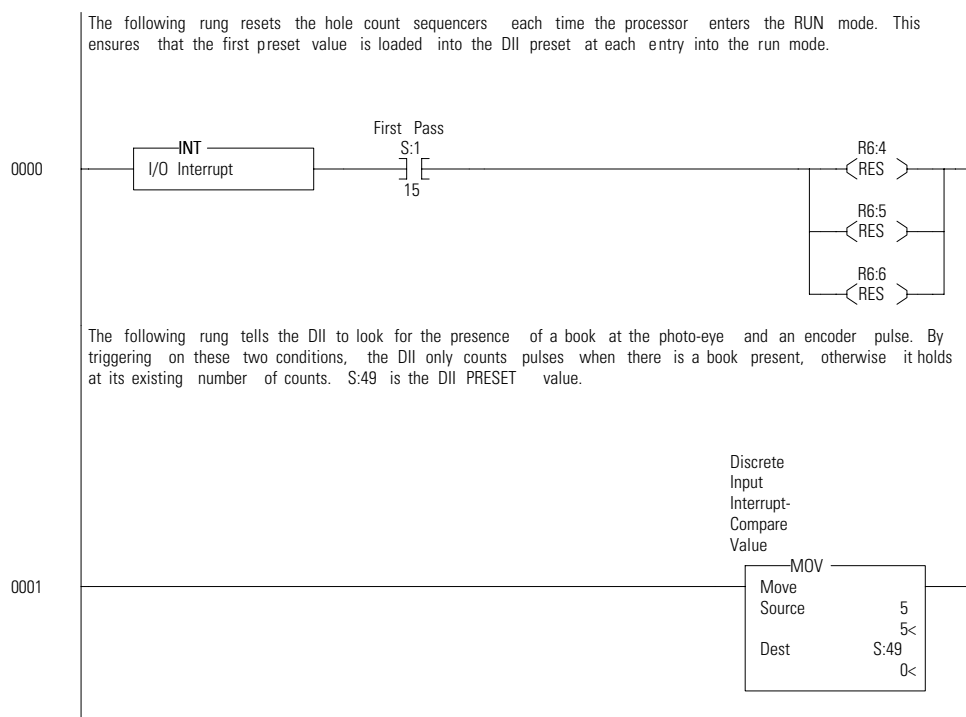 The following rung resets the hole count sequencers each time the processor enters the RUN mode. This
ensures that the first preset value is loaded into the DII preset at each entry into the run mode.
First Pass
INT
S:1
R6:4
0000
I/O Interrupt
RES
15
R6:5
RES
R6:6
RES
The following rung tells the DII to look for the presence of a book at the photo-eye and an encoder pulse. By
triggering on these two conditions, the DII only counts pulses when there is a book present, otherwise it holds
at its existing number of counts. S:49 is the DII PRESET value.
Discrete
Input
Interrupt-
Compare
Value
MOV
0001
Move
Source 5
5<
Dest S:49
0<